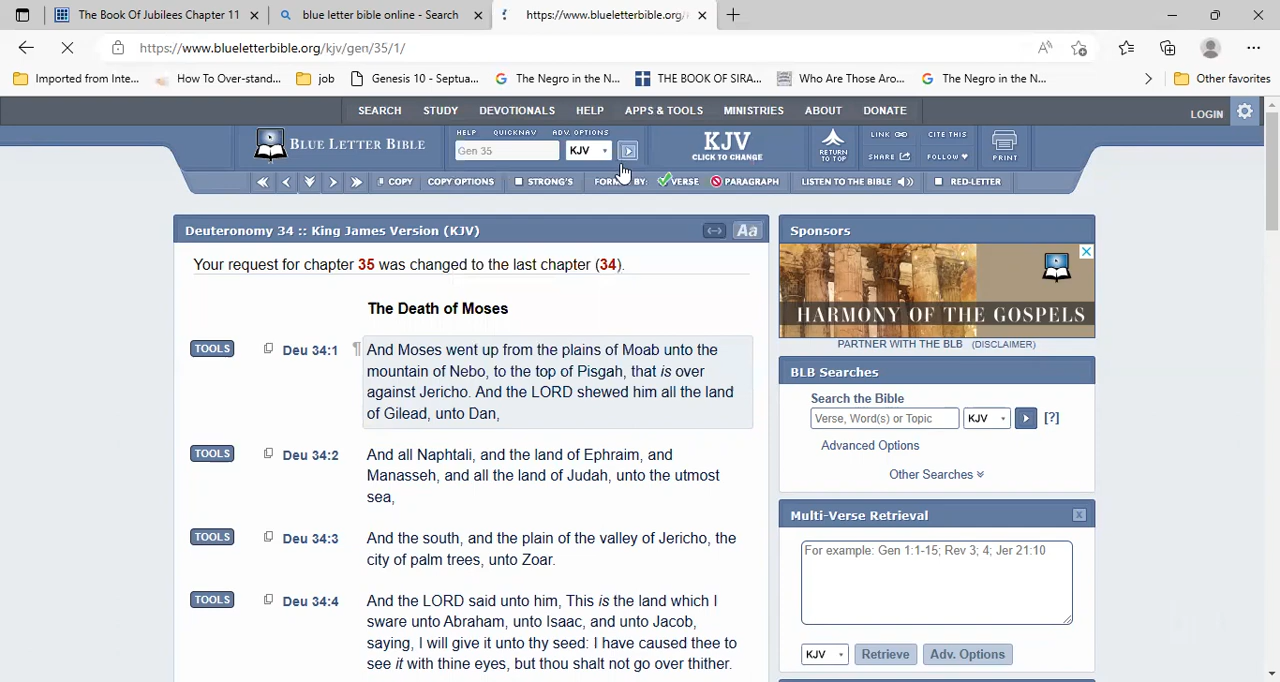 The Book Of Jubilees Chapter 11
blue letter bible online - Search
https://www.blueletterbible.org/
https://www.blueletterbible.org/kjv/gen/35/1/
Imported from Inte...
How To Over-stand...
job
Genesis 10 - Septua...
The Negro in the N...
THE BOOK OF SIRA...
Who Are Those Aro...
The Negro in the N...
Other favorites
SEARCH STUDY DEVOTIONALS HELP APPS & TOOLS MINISTRIES ABOUT DONATE
LOGIN
BLUE LETTER BIBLE
HELP QUICKNAV ADV. OPTIONS
Gen 35
KJV
KJV
CLICK TO CHANGE
RETURN
TO TOP
LINK
CITE THIS
SHARE
FOLLOW
PRINT
COPY COPY OPTIONS STRONG'S VERSE PARAGRAPH LISTEN TO THE BIBLE RED-LETTER
Deuteronomy 34 :: King James Version (KJV)
Aa
Your request for chapter 35 was changed to the last chapter (34).
The Death of Moses
TOOLS Deu 34:1 ¶ And Moses went up from the plains of Moab unto the
mountain of Nebo, to the top of Pisgah, that is over
against Jericho. And the LORD shewed him all the land
of Gilead, unto Dan,
TOOLS Deu 34:2 And all Naphtali, and the land of Ephraim, and
Manasseh, and all the land of Judah, unto the utmost
sea,
TOOLS Deu 34:3 And the south, and the plain of the valley of Jericho, the
city of palm trees, unto Zoar.
TOOLS Deu 34:4 And the LORD said unto him, This is the land which I
sware unto Abraham, unto Isaac, and unto Jacob,
saying, I will give it unto thy seed: I have caused thee to
see it with thine eyes, but thou shalt not go over thither.
Sponsors
HARMONY OF THE GOSPELS
PARTNER WITH THE BLB (DISCLAIMER)
BLB Searches
Search the Bible
Verse, Word(s) or Topic
KJV
[?]
Advanced Options
Other Searches
Multi-Verse Retrieval
x
For example: Gen 1:1-15; Rev 3; 4; Jer 21:10
KJV
Retrieve
Adv. Options